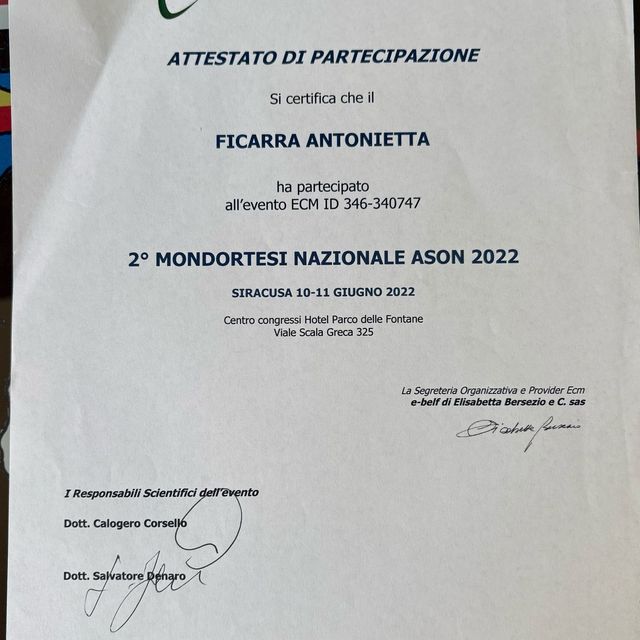 ATTESTATO DI PARTECIPAZIONE
Si certifica che il
FICARRA ANTONIETTA
ha partecipato
all'evento ECM ID 346-340747
2° MONDORTESI NAZIONALE ASON 2022
SIRACUSA 10-11 GIUGNO 2022
Centro congressi Hotel Parco delle Fontane
Viale Scala Greca 325
La Segreteria Organizzativa e Provider Ecm
e-belf di Elisabetta Bersezio e C. sas
I Responsabili Scientifici dell'evento
Dott. Calogero Corsello
Dott. Salvatore Denaro